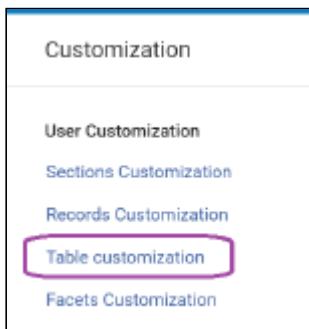 Customization
User Customization
Sections Customization
Records Customization
Table customization
Facets Customization